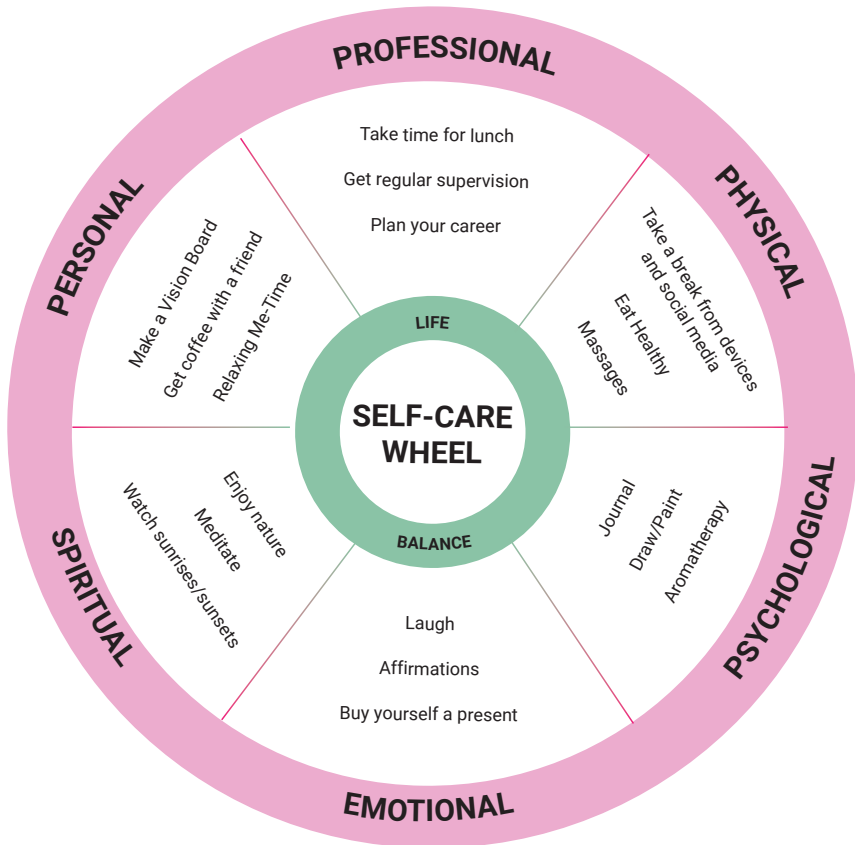 PROFESSIONAL
Take time for lunch
Get regular supervision
Plan your career
PHYSICAL
Take a break from devices
and social media
Eat Healthy
Massages
PSYCHOLOGICAL
Journal
Draw/Paint
Aromatherapy
EMOTIONAL
Laugh
Affirmations
Buy yourself a present
SPIRITUAL
Enjoy nature
Meditate
Watch sunrises/sunsets
PERSONAL
Make a Vision Board
Get coffee with a friend
Relaxing Me-Time
LIFE
SELF-CARE
WHEEL
BALANCE